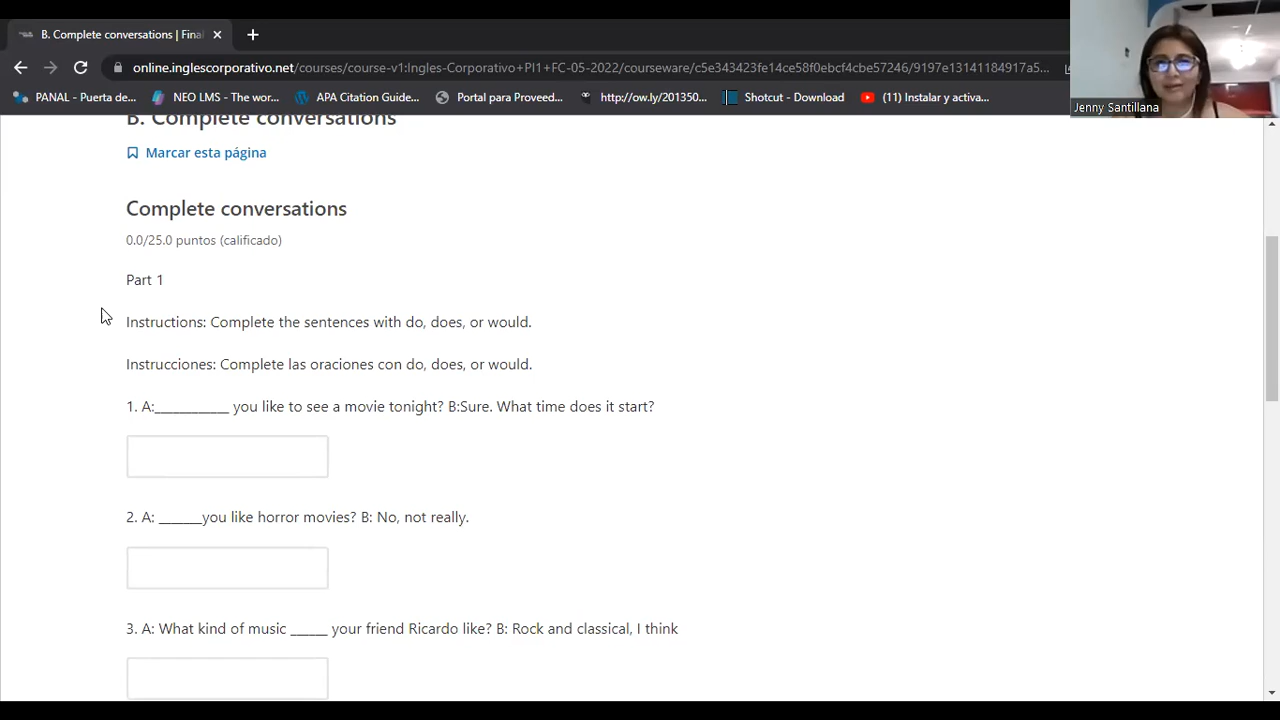 B. Complete conversations | Final
online.inglescorporativo.net/courses/course-v1:Ingles-Corporativo+PI1+FC-05-2022/courseware/c5e343423fe14ce58f0ebcf4cbe57246/9197e13141184917a5...
PANAL - Puerta de... NEO LMS - The wor... APA Citation Guide... Portal para Proveed... http://ow.ly/201350... Shotcut - Download (11) Instalar y activa...
Jenny Santillana
B. Complete conversations
Marcar esta página
Complete conversations
0.0/25.0 puntos (calificado)
Part 1
Instructions: Complete the sentences with do, does, or would.
Instrucciones: Complete las oraciones con do, does, or would.
1. A:____________ you like to see a movie tonight? B:Sure. What time does it start?
2. A: _______you like horror movies? B: No, not really.
3. A: What kind of music ______ your friend Ricardo like? B: Rock and classical, I think